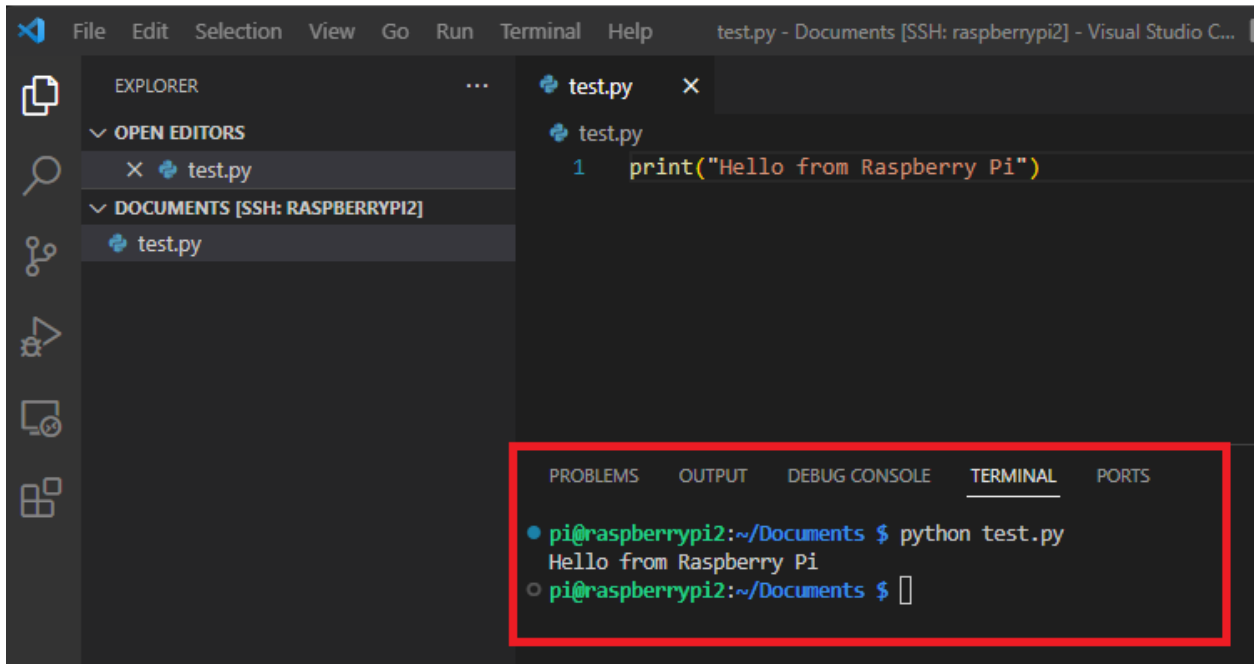 File Edit Selection View Go Run Terminal Help test.py - Documents [SSH: raspberrypi2] - Visual Studio C...
EXPLORER ...
OPEN EDITORS
test.py
DOCUMENTS [SSH: RASPBERRYPI2]
test.py
test.py
test.py
1 print("Hello from Raspberry Pi")
PROBLEMS OUTPUT DEBUG CONSOLE TERMINAL PORTS
pi@raspberrypi2:~/Documents $ python test.py
Hello from Raspberry Pi
pi@raspberrypi2:~/Documents $